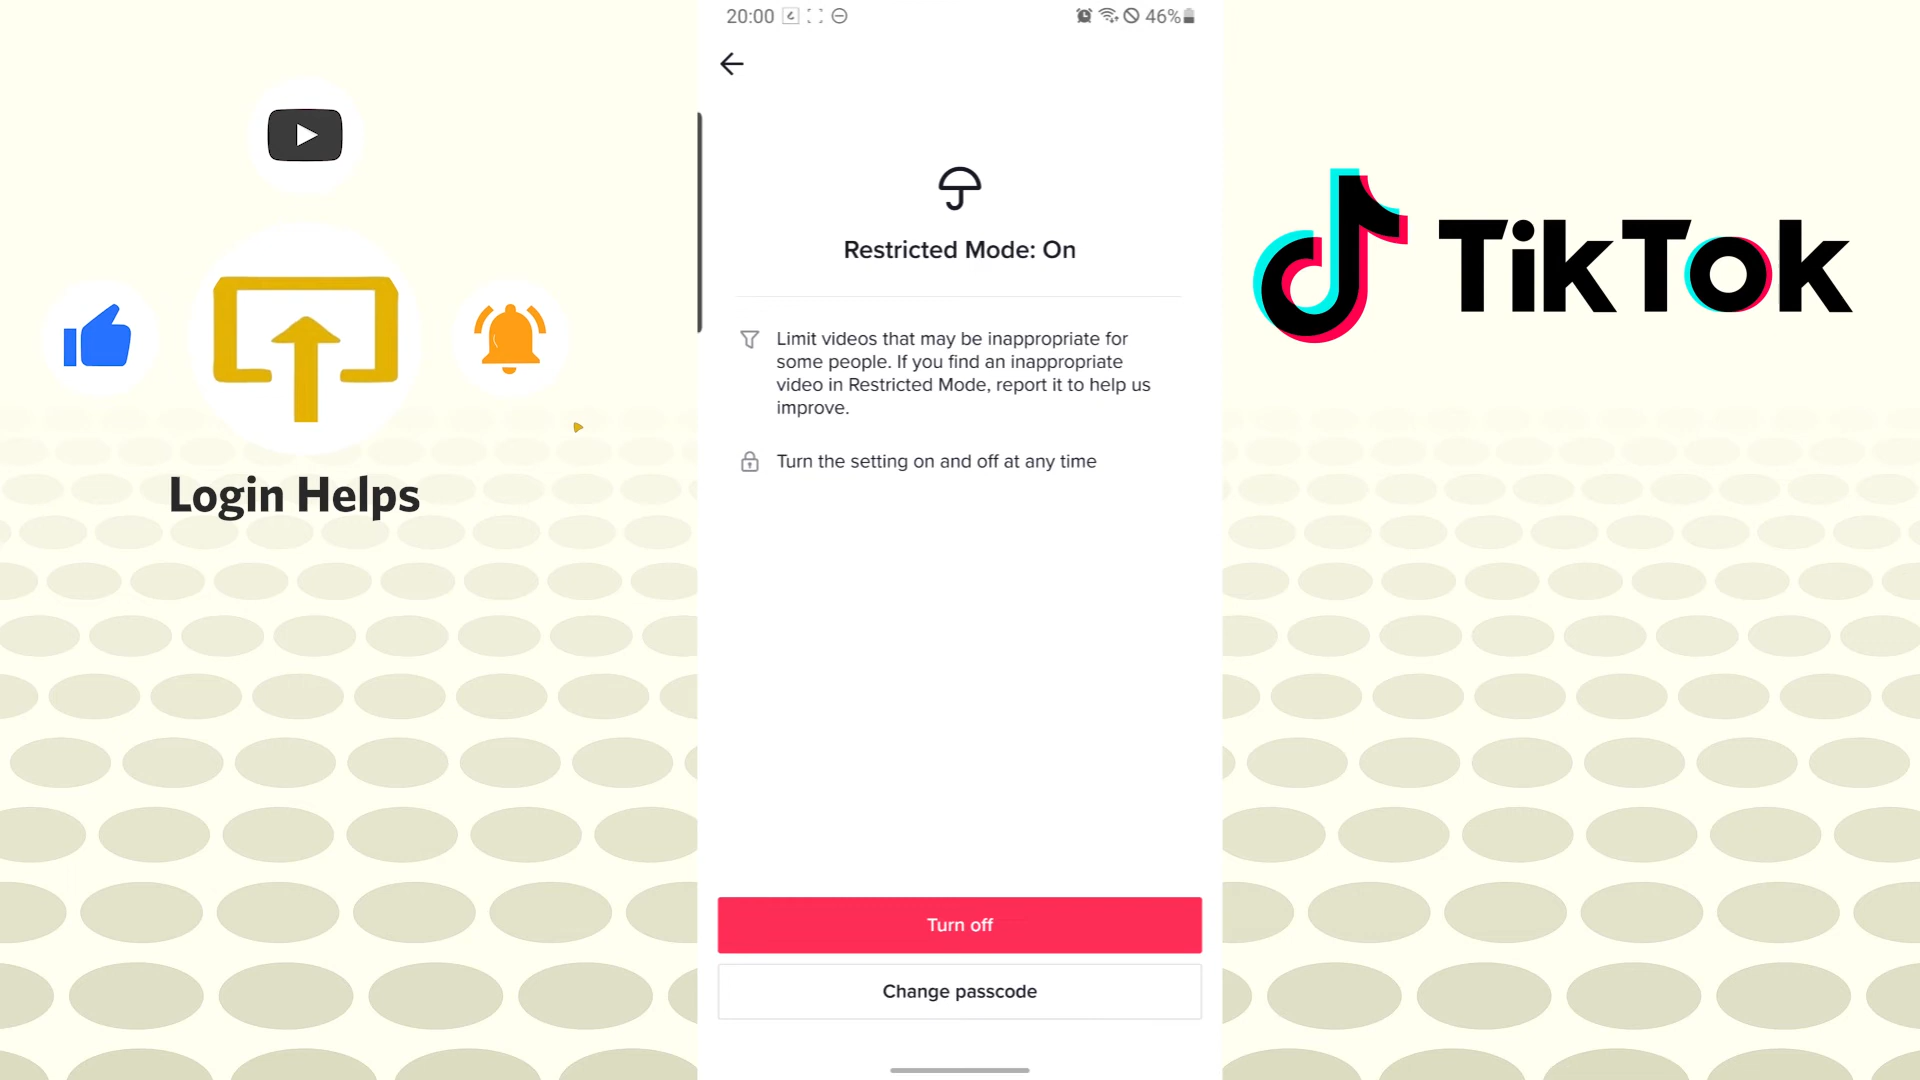 20:00
46%
Restricted Mode: On
Limit videos that may be inappropriate for
some people. If you find an inappropriate
video in Restricted Mode, report it to help us
improve.
Turn the setting on and off at any time
Turn off
Change passcode
Login Helps
TikTok